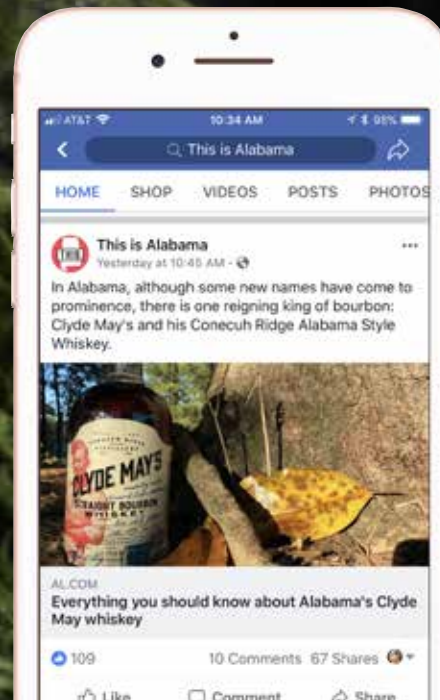 AT&T 10:34 AM 98%
This is Alabama
HOME SHOP VIDEOS POSTS PHOTOS
THIS IS
This is Alabama
Yesterday at 10:45 AM
In Alabama, although some new names have come to
prominence, there is one reigning king of bourbon:
Clyde May's and his Conecuh Ridge Alabama Style
Whiskey.
CLYDE MAY'S
STRAIGHT BOURBON
WHISKEY
AL.COM
Everything you should know about Alabama's Clyde
May whiskey
109 10 Comments 67 Shares
Like Comment Share